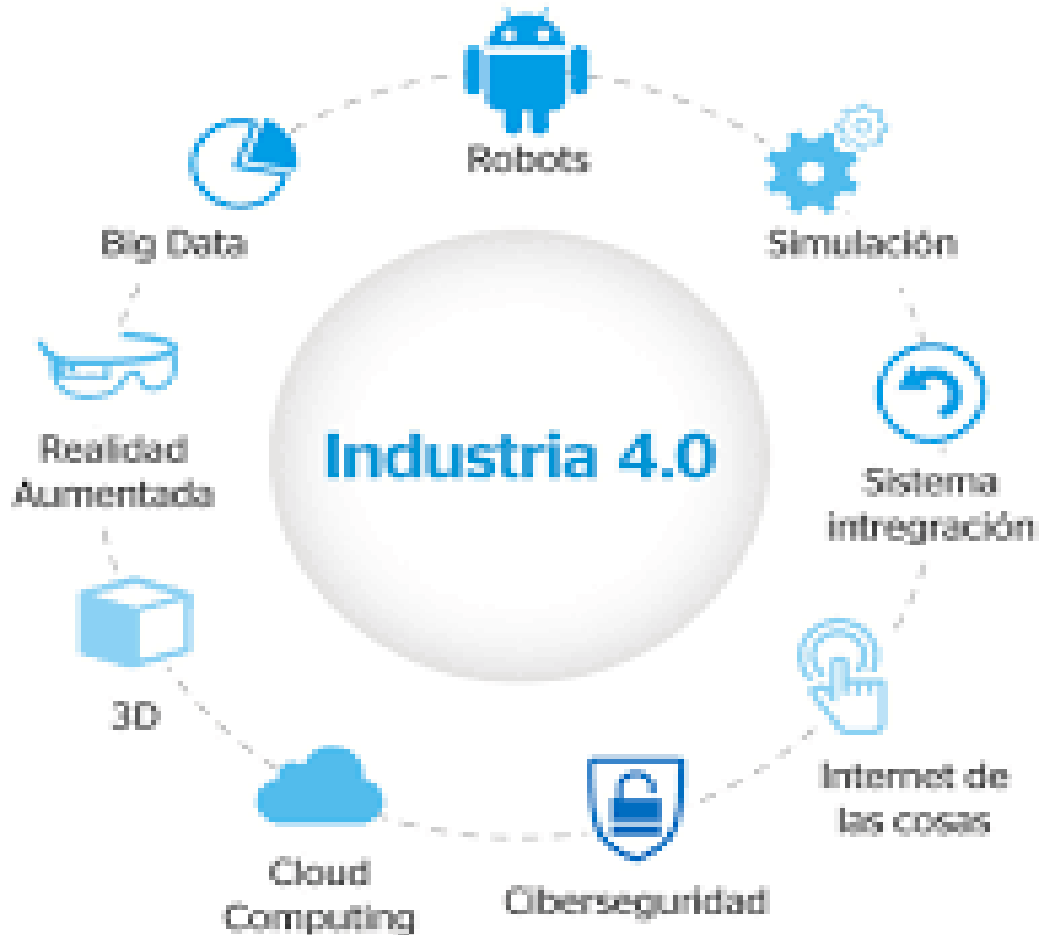 Robots
Big Data
Simulación
Realidad
Aumentada
Industria 4.0
Sistema
intregración
3D
Internet de
las cosas
Cloud
Computing
Ciberseguridad